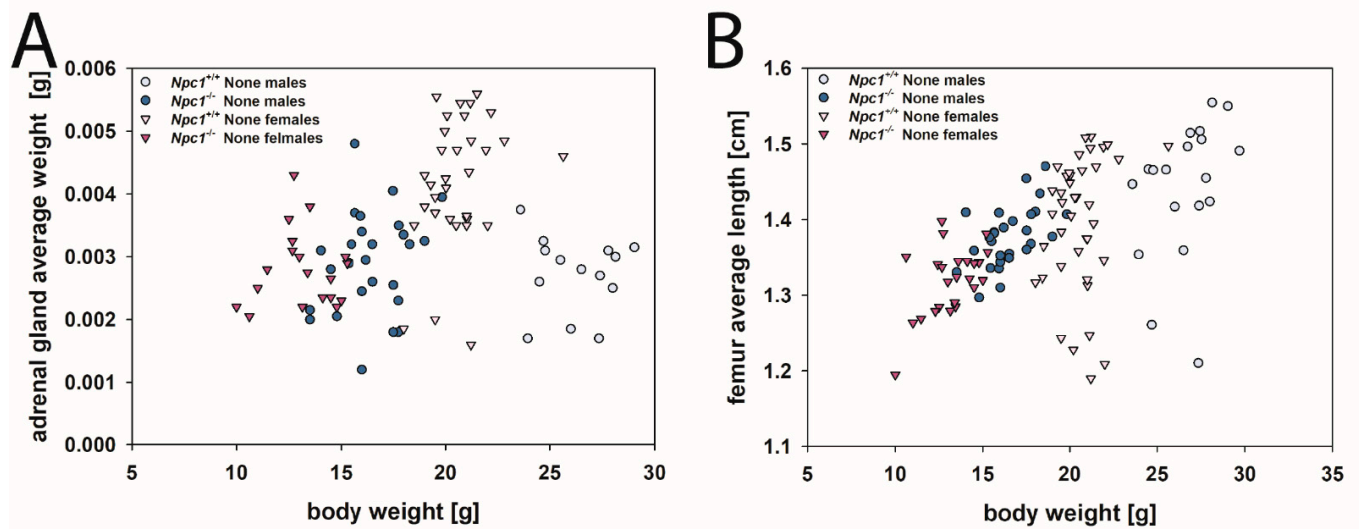 A
adrenal gland average weight [g]
0.006
0.005
0.004
0.003
0.002
0.001
0.000
Npc1+/+ None males
Npc1-/- None males
Npc1+/+ None females
Npc1-/- None felmales
5 10 15 20 25 30
body weight [g]
B
femur average length [cm]
1.6
1.5
1.4
1.3
1.2
1.1
Npc1+/+ None males
Npc1-/- None males
Npc1+/+ None females
Npc1-/- None females
5 10 15 20 25 30 35
body weight [g]